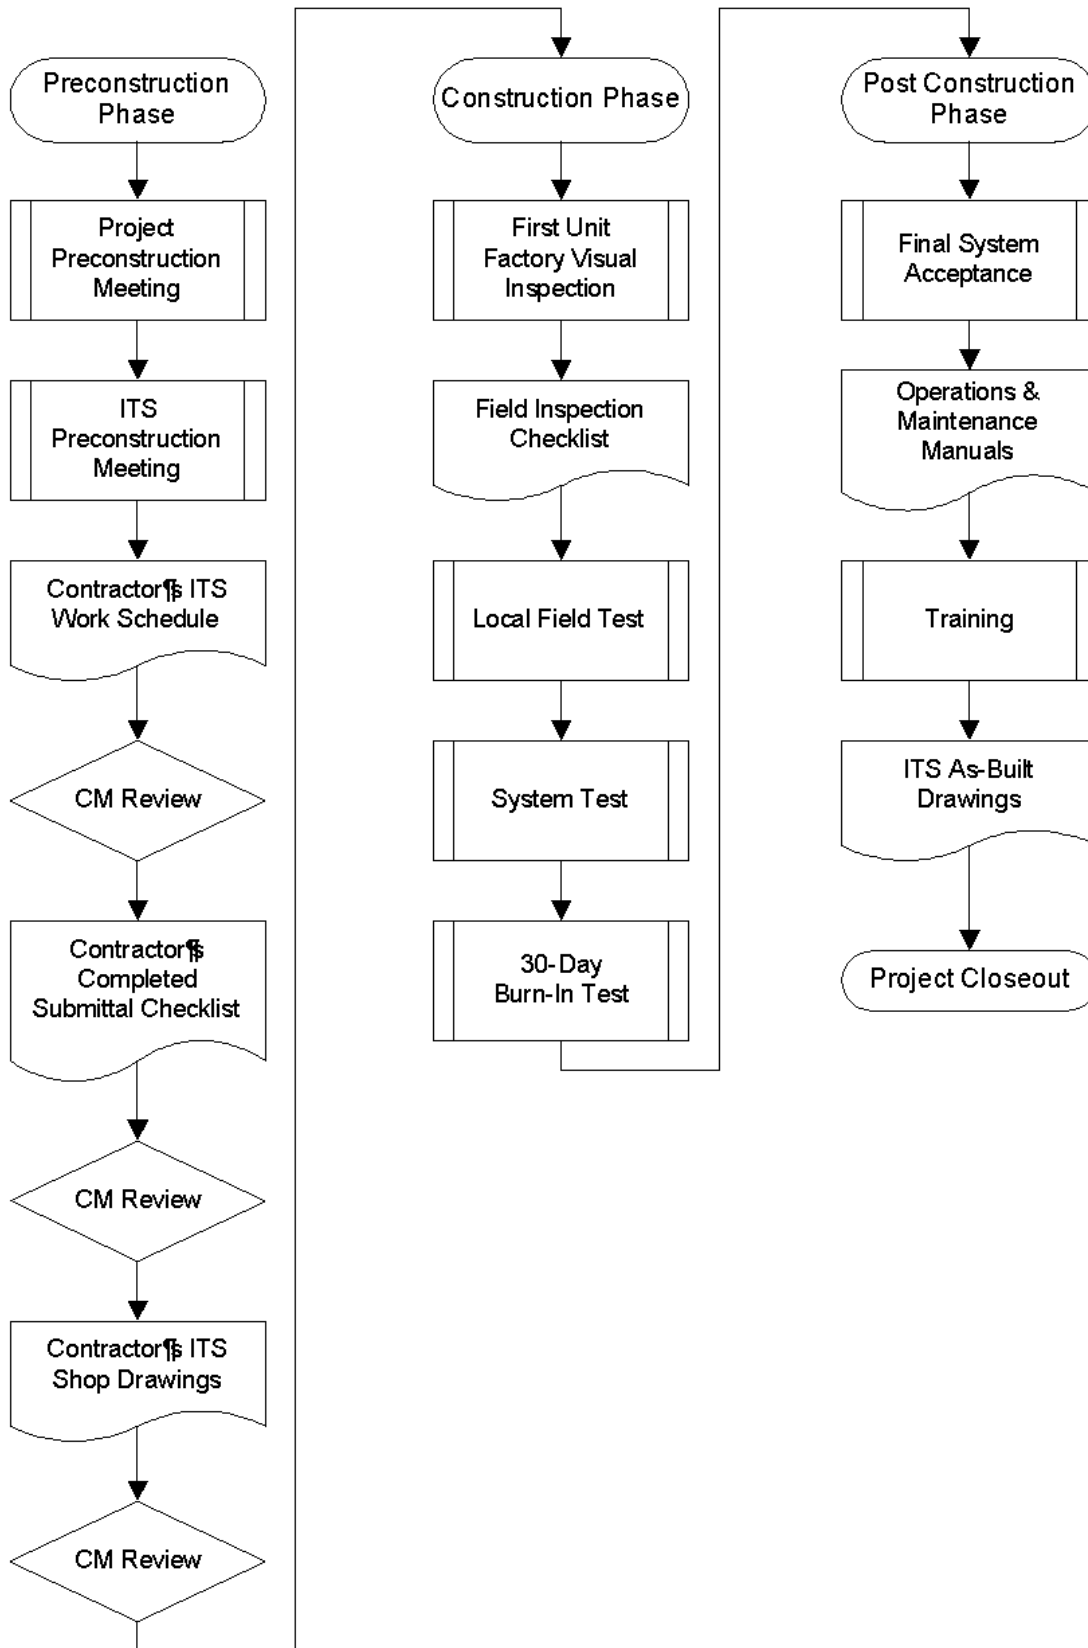 Preconstruction
Phase
Project
Preconstruction
Meeting
ITS
Preconstruction
Meeting
Contractor¶s ITS
Work Schedule
CM Review
Contractor¶s
Completed
Submittal Checklist
CM Review
Contractor¶s ITS
Shop Drawings
CM Review
Construction Phase
First Unit
Factory Visual
Inspection
Field Inspection
Checklist
Local Field Test
System Test
30-Day
Burn-In Test
Post Construction
Phase
Final System
Acceptance
Operations &
Maintenance
Manuals
Training
ITS As-Built
Drawings
Project Closeout